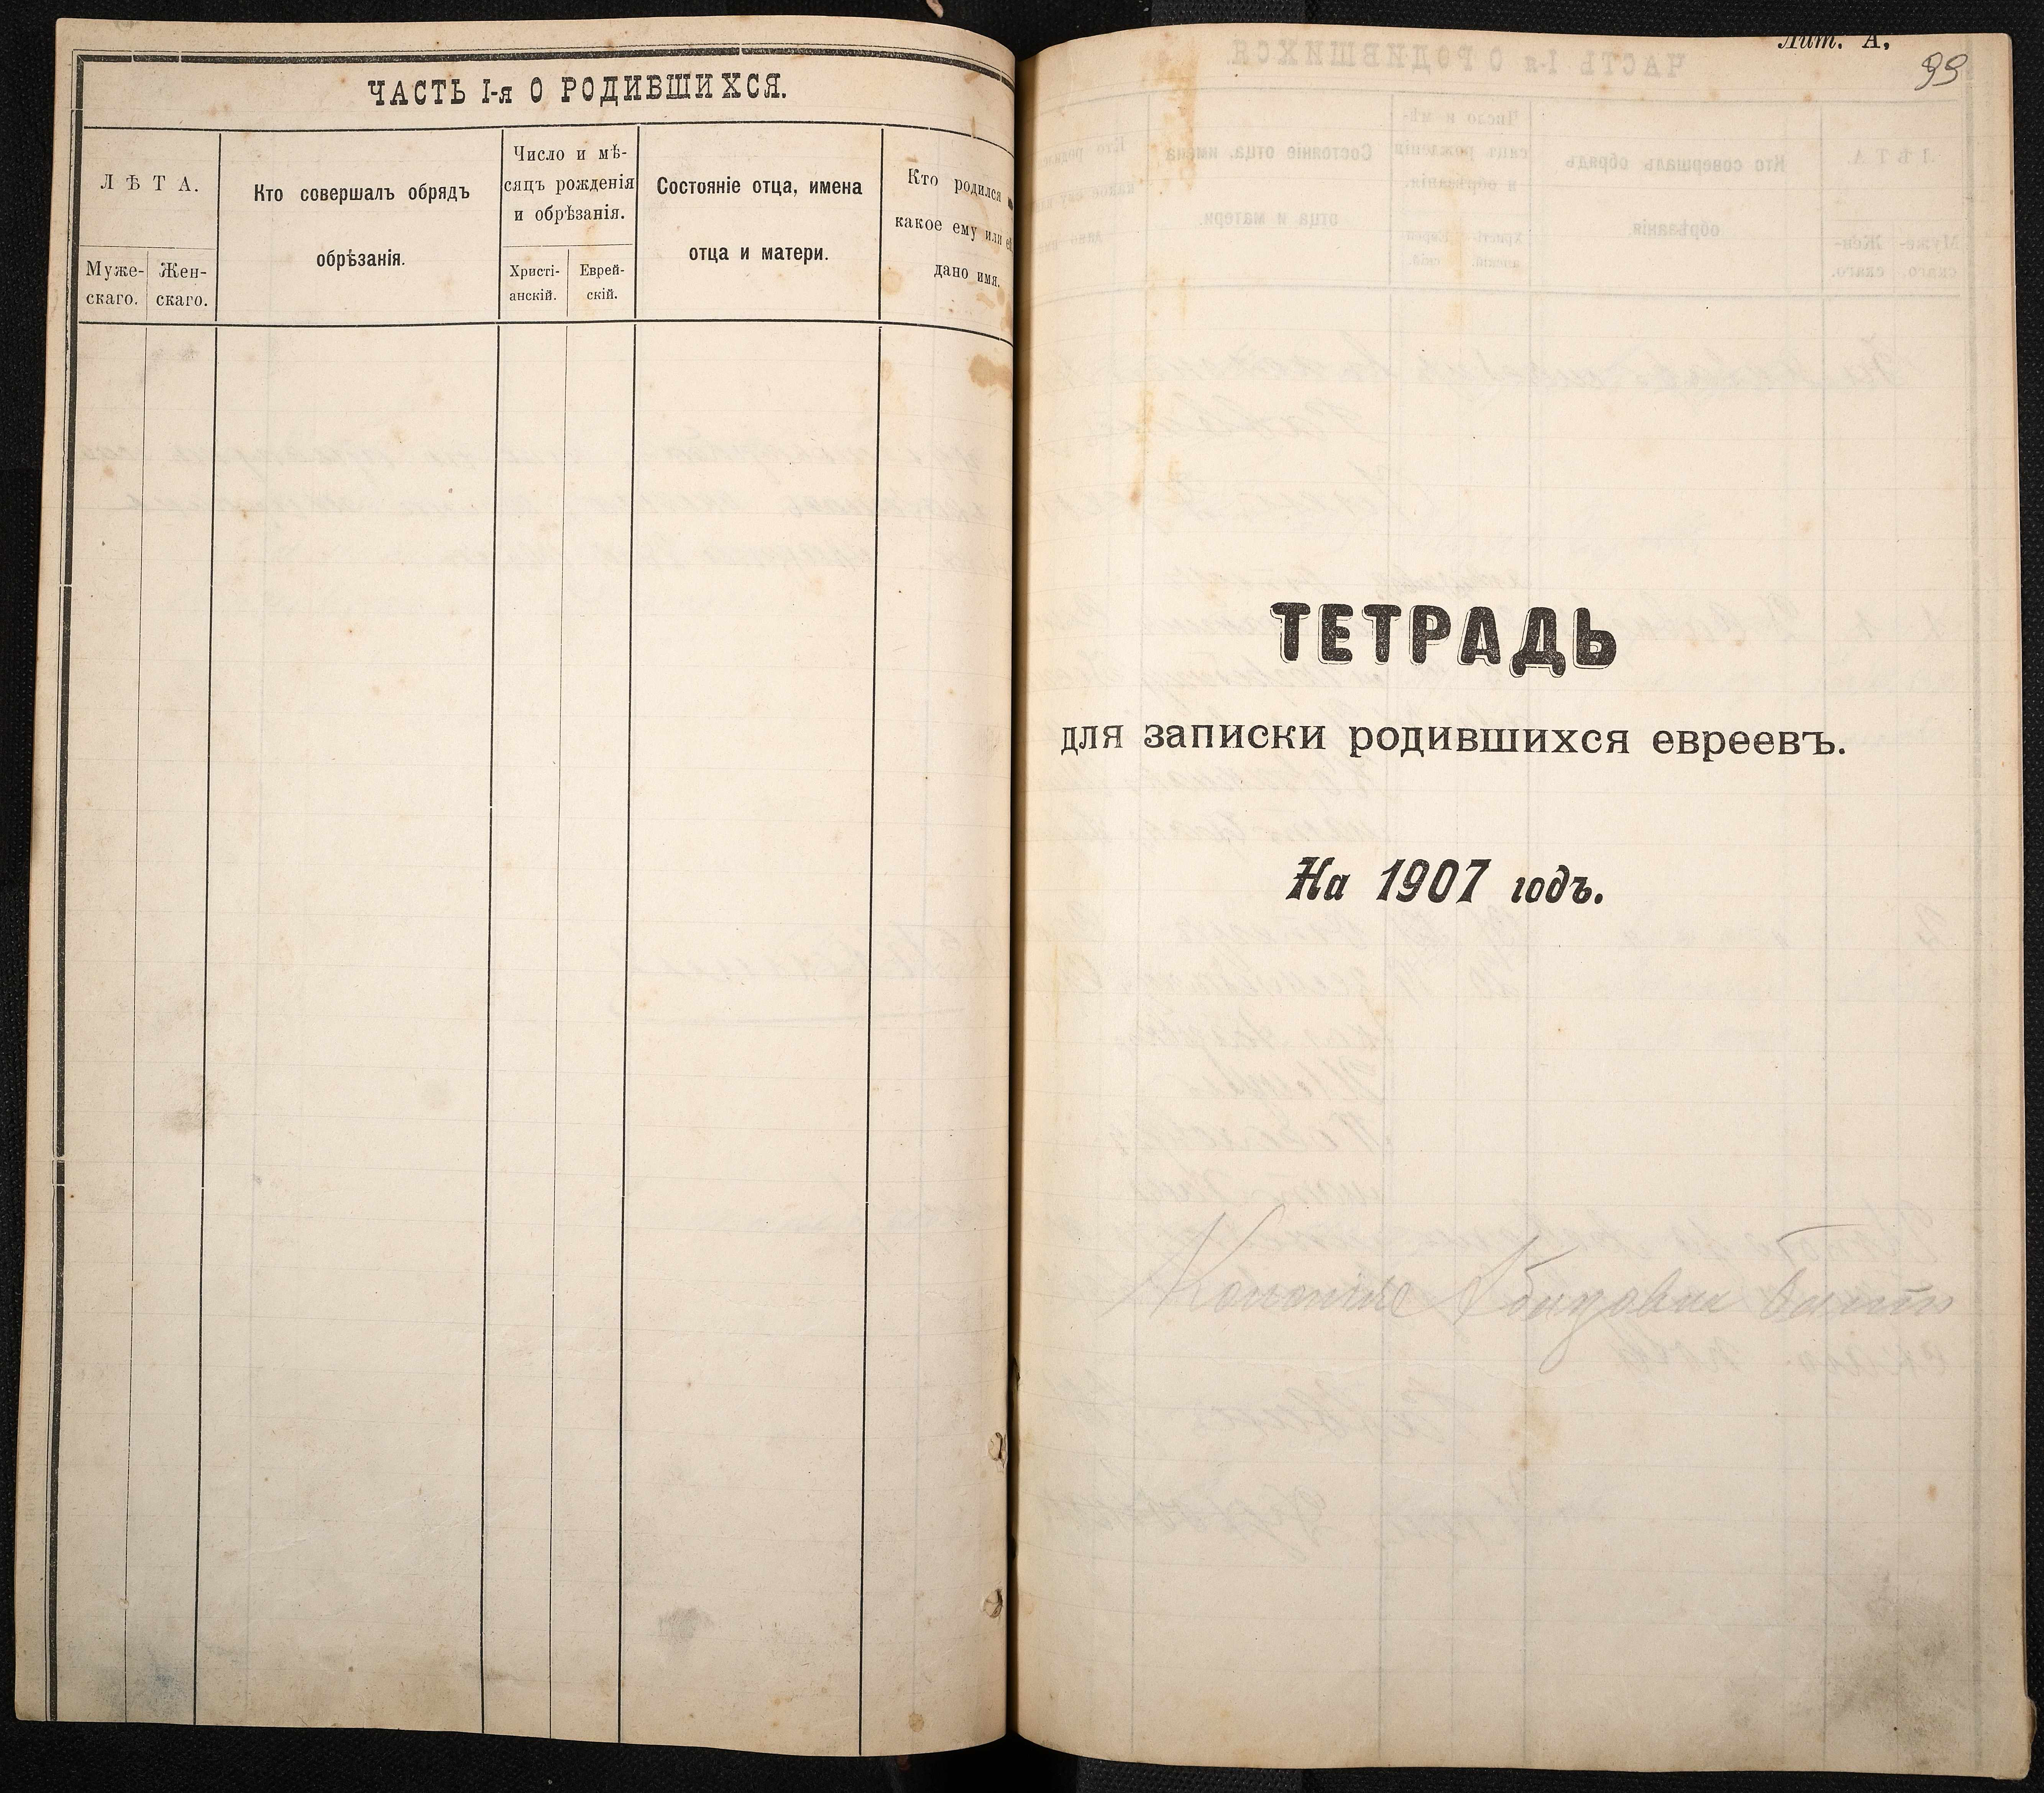 ЧАСТЬ I-я О РОДИВШИХСЯ.
Л Ѣ Т А.
Муже-
скаго.
Жен-
скаго.
Кто совершалъ обрядъ
обрѣзанія.
Число и мѣ-
сяцъ рожденія
и обрѣзанія.
Христі-
анскій.
Еврей-
скій.
Состояніе отца, имена
отца и матери.
Кто родился
какое ему или
дано имя.
Лит. А,
99
ТЕТРАДЬ
для записки родившихся евреевъ.
На 1907 годъ.